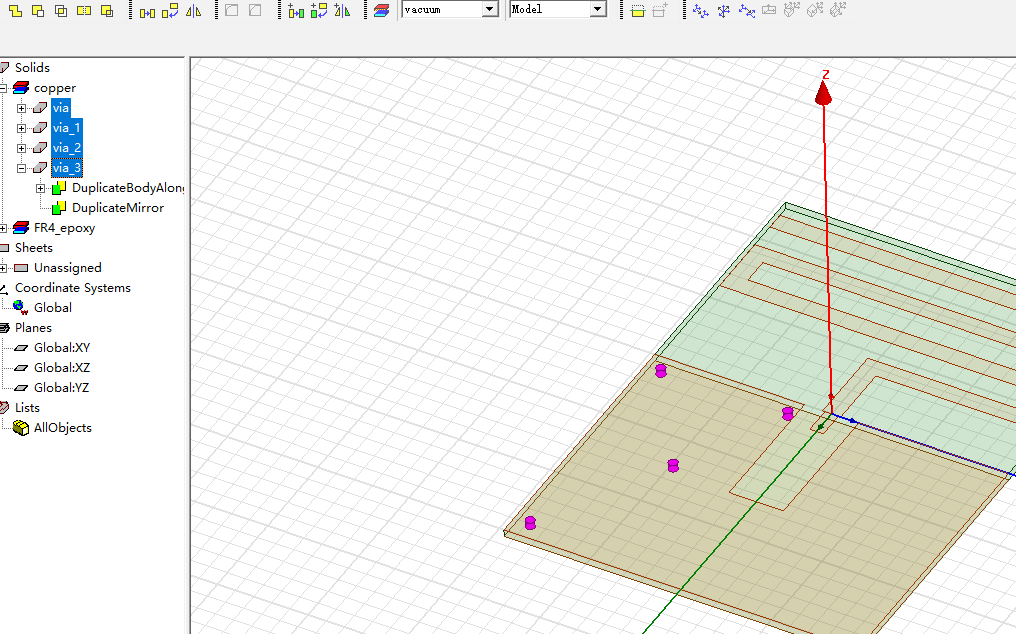 vacuum Model
Solids
copper
via
via_1
via_2
via_3
DuplicateBodyAlon
DuplicateMirror
FR4_epoxy
Sheets
Unassigned
Coordinate Systems
Global
Planes
Global:XY
Global:XZ
Global:YZ
Lists
AllObjects
Z